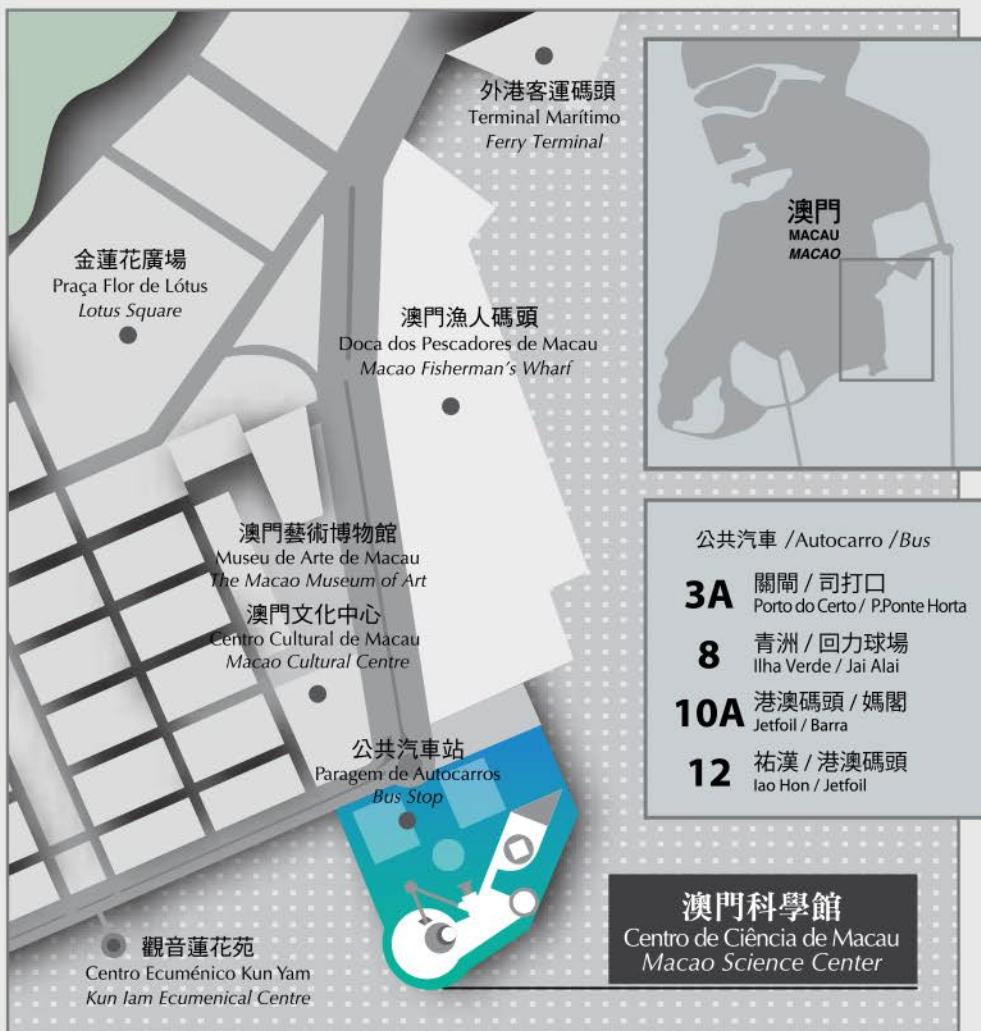 外港客運碼頭
Terminal Marítimo
Ferry Terminal
澳門
MACAU
MACAO
金蓮花廣場
Praça Flor de Lótus
Lotus Square
澳門漁人碼頭
Doca dos Pescadores de Macau
Macao Fisherman's Wharf
澳門藝術博物館
Museu de Arte de Macau
The Macao Museum of Art
澳門文化中心
Centro Cultural de Macau
Macao Cultural Centre
公共汽車 /Autocarro /Bus
3A 關閘 / 司打口
Porto do Certo / P.Ponte Horta
8 青洲 / 回力球場
Ilha Verde / Jai Alai
10A 港澳碼頭 / 媽閣
Jetfoil / Barra
12 祐漢 / 港澳碼頭
Iao Hon / Jetfoil
公共汽車站
Paragem de Autocarros
Bus Stop
澳門科學館
Centro de Ciência de Macau
Macao Science Center
觀音蓮花苑
Centro Ecuménico Kun Yam
Kun Iam Ecumenical Centre